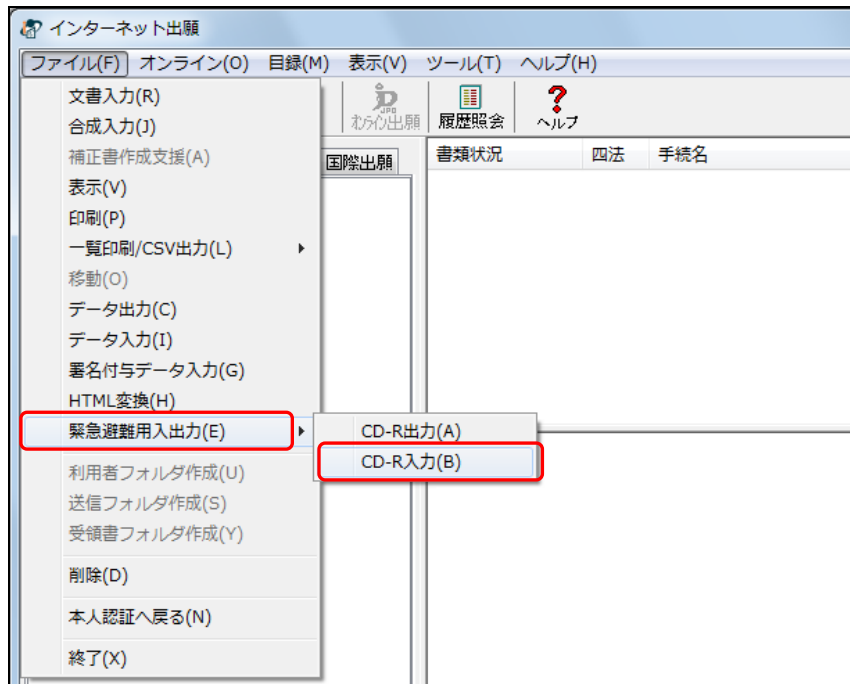 インターネット出願
ファイル(F) オンライン(O) 目録(M) 表示(V) ツール(T) ヘルプ(H)
文書入力(R)
合成入力(J)
補正書作成支援(A)
表示(V)
印刷(P)
一覧印刷/CSV出力(L)
移動(O)
データ出力(C)
データ入力(I)
署名付与データ入力(G)
HTML変換(H)
緊急避難用入出力(E)
利用者フォルダ作成(U)
送信フォルダ作成(S)
受領書フォルダ作成(Y)
削除(D)
本人認証へ戻る(N)
終了(X)
CD-R出力(A)
CD-R入力(B)
JPO
オンライン出願 履歴照会 ヘルプ
国際出願
書類状況 四法 手続名